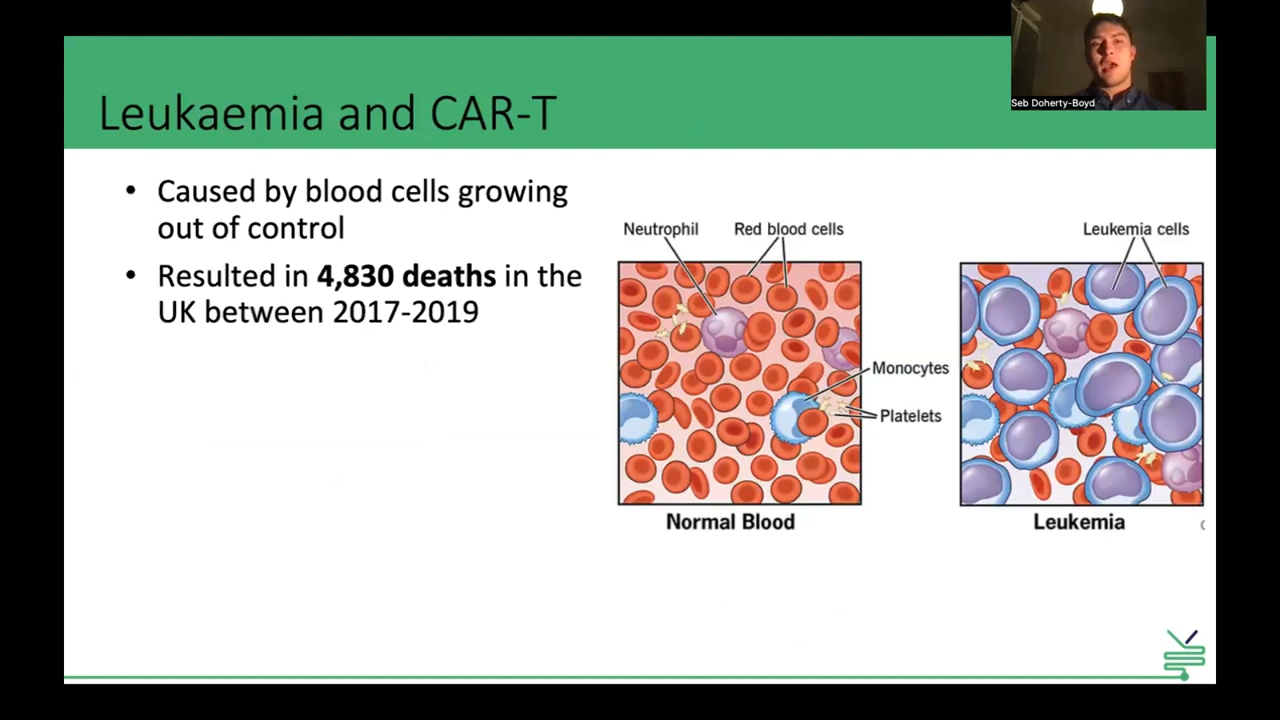 Seb Doherty-Boyd
Leukaemia and CAR-T
• Caused by blood cells growing
out of control
• Resulted in 4,830 deaths in the
UK between 2017-2019
Neutrophil
Red blood cells
Leukemia cells
Monocytes
Platelets
Normal Blood
Leukemia